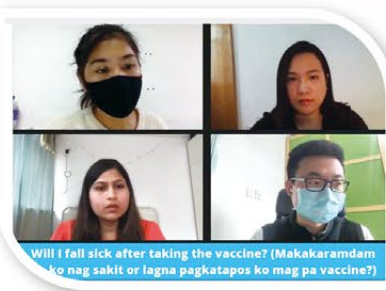 Will I fall sick after taking the vaccine? (Makakaramdam
ko nag sakit or lagna pagkatapos ko mag pa vaccine?)